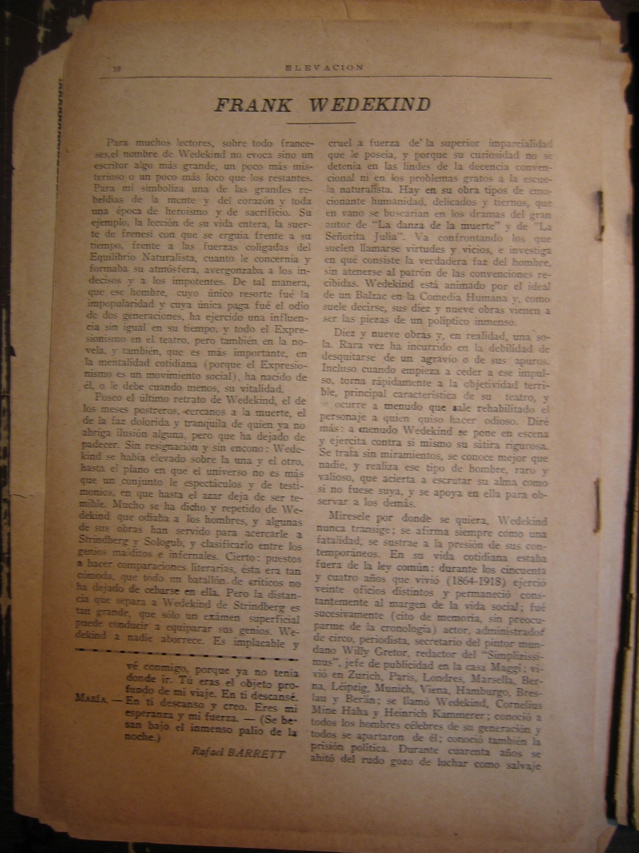 10
ELEVACION
FRANK WEDEKIND
Para muchos lectores, sobre todo france-
ses,el nombre de Wedekind no evoca sino un
escritor algo más grande, un poco más mis-
terioso o un poco más loco que los restantes.
Para mí simboliza una de las grandes re-
beldías de la mente y del corazón y toda
una época de heroísmo y de sacrificio. Su
ejemplo, la lección de su vida entera, la suer-
te de frenesí con que se erguía frente a su
tiempo, frente a las fuerzas coligadas del
Equilibrio Naturalista, cuanto le concernía y
formaba su atmósfera, avergonzaba a los in-
decisos y a los impotentes. De tal manera,
que ese hombre, cuyo único resorte fué la
impopularidad y cuya única paga fué el odio
de dos generaciones, ha ejercido una influen-
cia sin igual en su tiempo, y todo el Expre-
sionismo en el teatro, pero también en la no-
vela, y también, que es más importante, en
la mentalidad cotidiana (porque el Expresio-
nismo es un movimiento social), ha nacido de
él, o le debe cuando menos, su vitalidad.
Poseo el último retrato de Wedekind, el de
los meses postreros, cercanos a la muerte, el
de la faz dolorida y tranquila de quien ya no
abriga ilusión alguna, pero que ha dejado de
padecer. Sin resignación y sin encono: Wede-
kind se había elevado sobre la una y el otro,
hasta el plano en que el universo no es más
que un conjunto le espectáculos y de testi-
monios, en que hasta el azar deja de ser te-
mible. Mucho se ha dicho y repetido de We-
dekind que odiaba a los hombres, y algunas
de sus obras han servido para acercarle a
Strindberg y Sologub, y clasificarlo entre los
genios malditos e infernales. Cierto: puestos
a hacer comparaciones literarias, ésta era tan
cómoda, que todo un batallón de críticos no
ha dejado de cebarse en ella. Pero la distan-
cia que separa a Wedekind de Strindberg es
tan grande, que sólo un exámen superficial
puede conducir a equiparar sus genios. We-
dekind a nadie aborrece. Es implacable y
vé conmigo, porque ya no tenía
donde ir. Tú eras el objeto pro-
fundo de mi viaje. En ti descansé.
MARÍA. — En ti descanso y creo. Eres mi
esperanza y mi fuerza. — (Se be-
san bajo el inmenso palio de la
noche.)
Rafael BARRETT
cruel a fuerza de la superior imparcialidad
que le poseía, y porque su curiosidad no se
detenía en las lindes de la decencia conven-
cional ni en los problemas gratos a la escue-
la naturalista. Hay en su obra tipos de emo-
cionante humanidad, delicados y tiernos, que
en vano se buscarían en los dramas del gran
autor de "La danza de la muerte" y de "La
Señorita Julia". Va confrontando los que
suelen llamarse virtudes y vicios, e investiga
en qué consiste la verdadera faz del hombre,
sin atenerse al patrón de las convenciones re-
cibidas. Wedekind está animado por el ideal
de un Balzac en la Comedia Humana y, como
suele decirse, sus diez y nueve obras vienen a
ser las piezas de un políptico inmenso.
Diez y nueve obras y, en realidad, una so-
la. Rara vez ha incurrido en la debilidad de
desquitarse de un agravio o de sus apuros.
Incluso cuando empieza a ceder a ese impul-
so, torna rápidamente a la objetividad terri-
ble, principal característica de su teatro, y
ocurre a menudo que sale rehabilitado el
personaje a quien quiso hacer odioso. Diré
más: a menudo Wedekind se pone en escena
y ejercita contra sí mismo su sátira rigurosa.
Se trata sin miramientos, se conoce mejor que
nadie, y realiza ese tipo de hombre, raro y
valioso, que acierta a escrutar su alma como
si no fuese suya, y se apoya en ella para ob-
servar a los demás.
Míresele por donde se quiera, Wedekind
nunca transige; se afirma siempre como una
fatalidad, se sustrae a la presión de sus con-
temporáneos. En su vida cotidiana estaba
fuera de la ley común: durante los cincuenta
y cuatro años que vivió (1864-1918) ejerció
veinte oficios distintos y permaneció cons-
tantemente al margen de la vida social; fué
sucesivamente (cito de memoria, sin preocu-
parme de la cronología) actor, administrador
de circo, periodista, secretario del pintor mun-
dano Willy Gretor, redactor del "Simplizissi-
mus", jefe de publicidad en la casa Maggi: vi-
vió en Zurich, París, Londres, Marsella, Ber-
na, Leipzig, Munich, Viena, Hamburgo, Bres-
lau y Berlín; se llamó Wedekind, Cornelius
Mine Haha y Heinrich Kammerer; conoció a
todos los hombres célebres de su generación y
todos se apartaron de él; conoció también la
prisión política. Durante cuarenta años se
ahitó del rudo gozo de luchar como salvaje